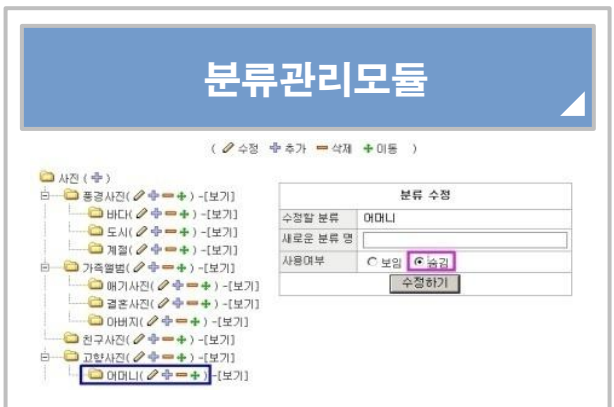 분류관리모듈
( 수정 추가 삭제 이동 )
사진 ( )
풍경사진( ) -[보기]
바다( ) -[보기]
도시( ) -[보기]
계절( ) -[보기]
가족앨범( ) -[보기]
애기사진( ) -[보기]
결혼사진( ) -[보기]
아버지( ) -[보기]
친구사진( ) -[보기]
고향사진( ) -[보기]
어머니( ) -[보기]
분류 수정
수정할 분류 어머니
새로운 분류 명
사용여부 보임 숨김
수정하기